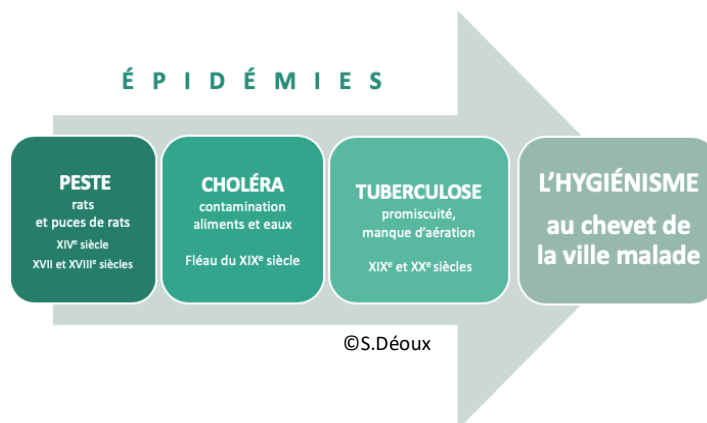 ÉPIDÉMIES
PESTE
rats
et puces de rats
XIVᵉ siècle
XVII et XVIIIᵉ siècles
CHOLÉRA
contamination
aliments et eaux
Fléau du XIXᵉ siècle
TUBERCULOSE
promiscuité,
manque d’aération
XIXᵉ et XXᵉ siècles
L’HYGIÉNISME
au chevet de
la ville malade
©S.Déoux